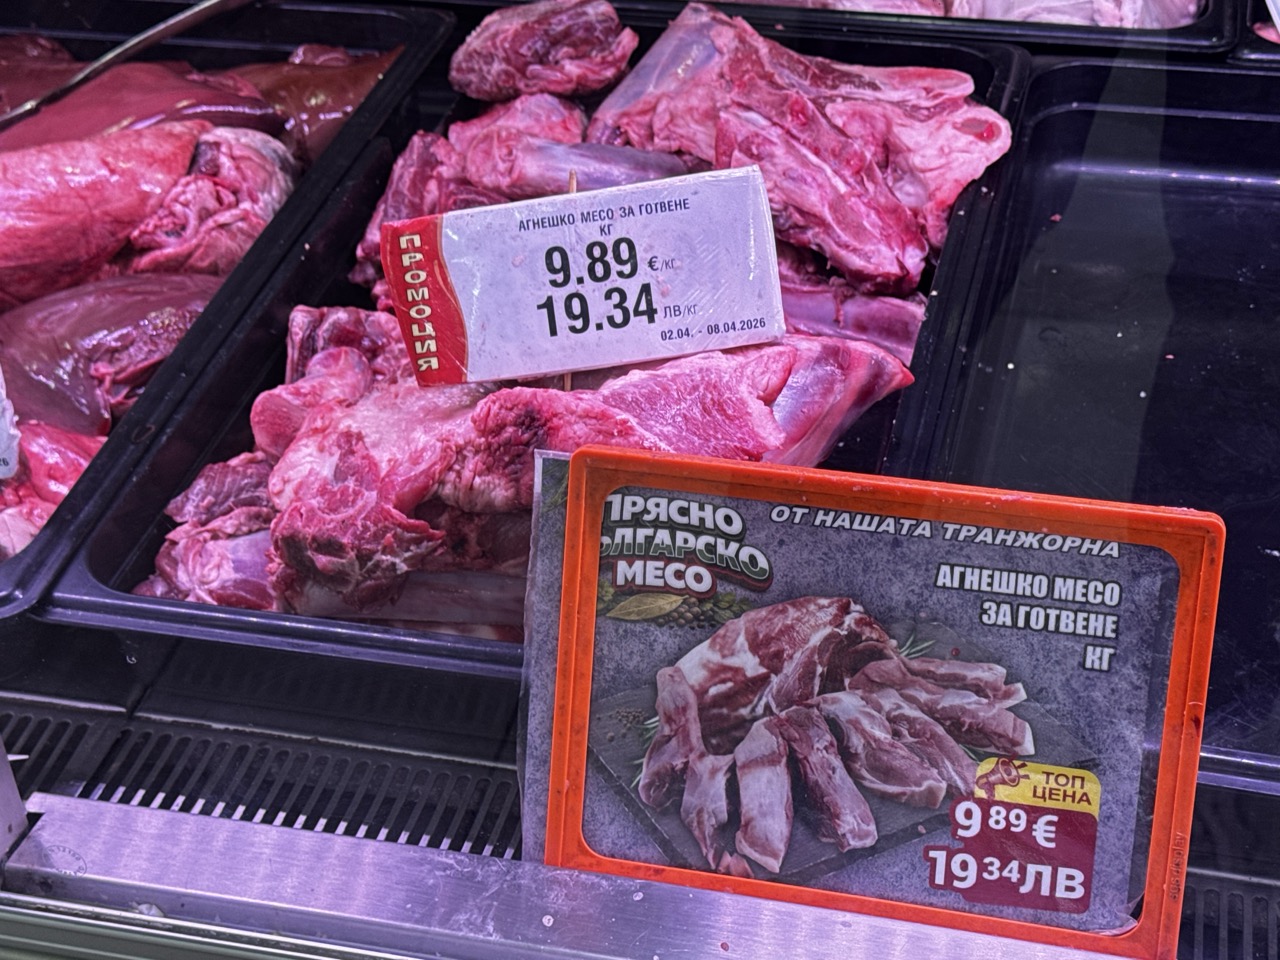 ПРОМОЦИЯ
АГНЕШКО МЕСО ЗА ГОТВЕНЕ
КГ
9.89 €/КГ
19.34 ЛВ/КГ
02.04. - 08.04.2026
ПРЯСНО
ЛГАРСКО
МЕСО
ОТ НАШАТА ТРАНЖОРНА
АГНЕШКО МЕСО
ЗА ГОТВЕНЕ
КГ
ТОП
ЦЕНА
9 89 €
19 34 ЛВ